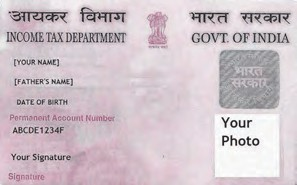 आयकर विभाग
भारत सरकार
INCOME TAX DEPARTMENT
GOVT. OF INDIA
[YOUR NAME]
[FATHER'S NAME]
DATE OF BIRTH
Permanent Account Number
ABCDE1234F
Your Signature
Signature
भारत
सरकार
Your
Photo